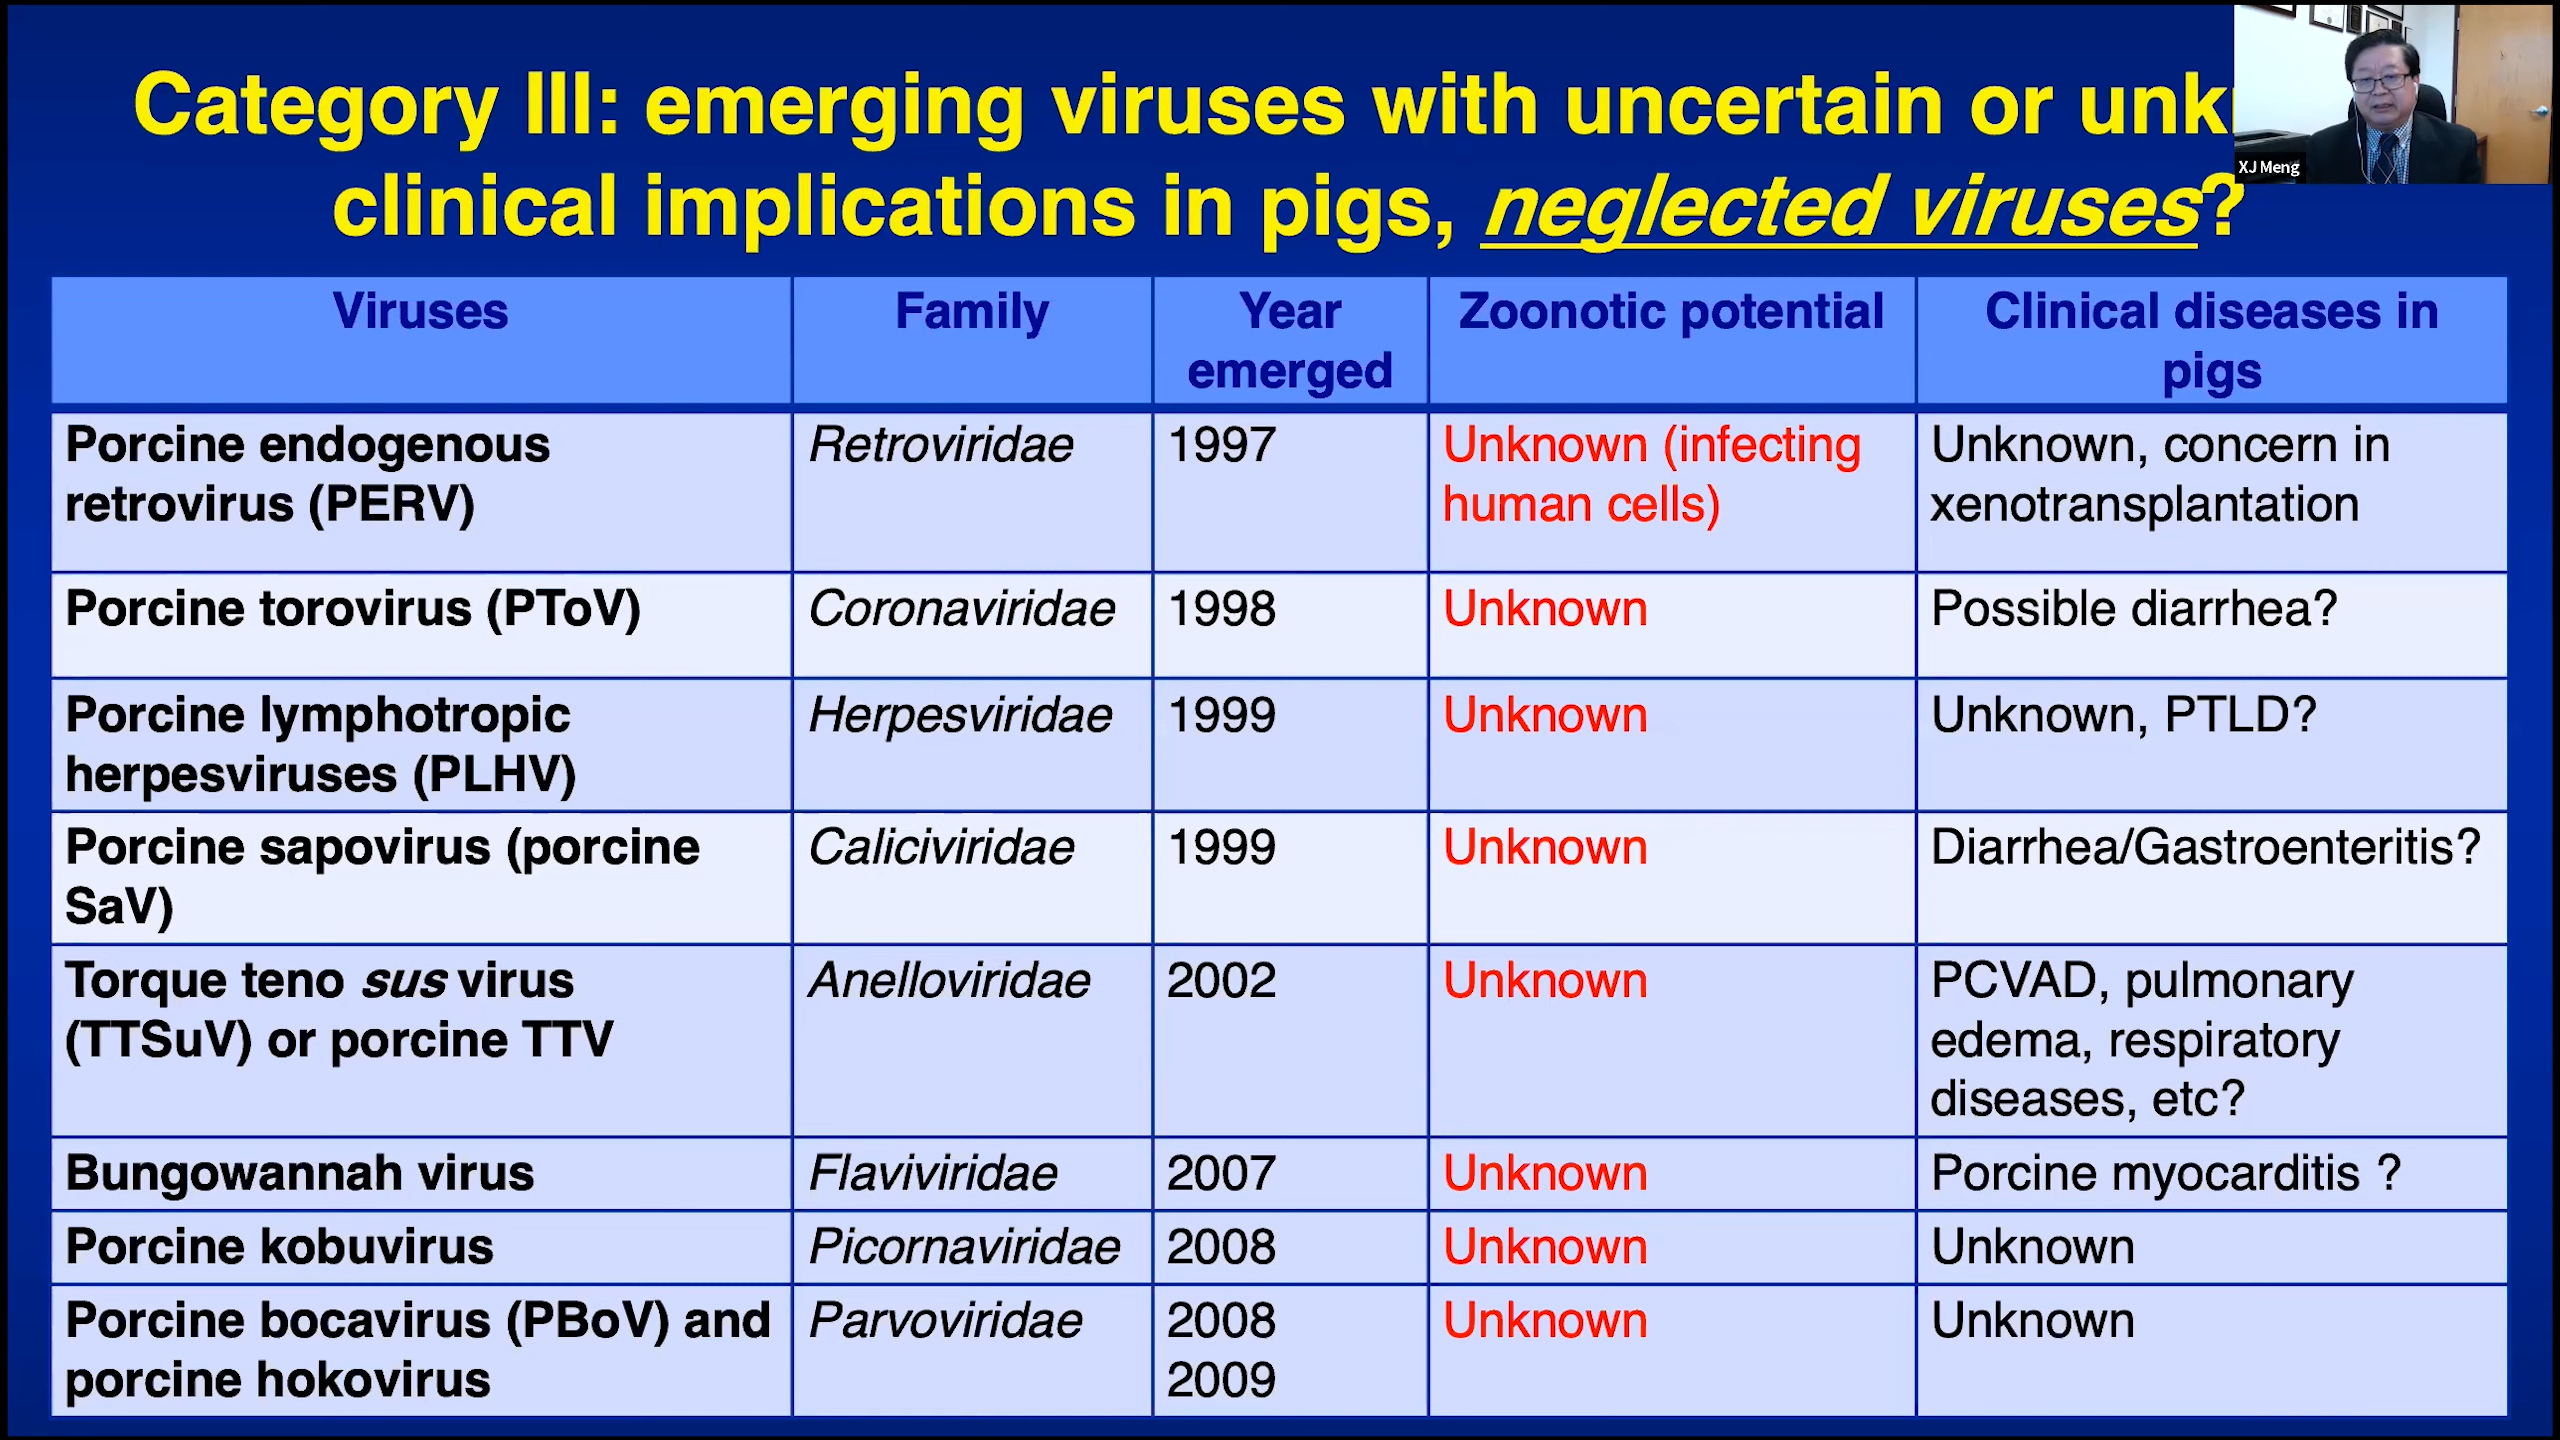 Category III: emerging viruses with uncertain or
clinical implications in pigs, neglected viruses?
XJ Meng
Viruses
Family
Year
emerged
Zoonotic potential
Clinical diseases in
pigs
Porcine endogenous
retrovirus (PERV)
Retroviridae
1997
Unknown (infecting
human cells)
Unknown, concern in
xenotransplantation
Porcine torovirus (PToV)
Coronaviridae
1998
Unknown
Possible diarrhea?
Porcine lymphotropic
herpesviruses (PLHV)
Herpesviridae
1999
Unknown
Unknown, PTLD?
Porcine sapovirus (porcine
SaV)
Caliciviridae
1999
Unknown
Diarrhea/Gastroenteritis?
Torque teno sus virus
(TTSuV) or porcine TTV
Anelloviridae
2002
Unknown
PCVAD, pulmonary
edema, respiratory
diseases, etc?
Bungowannah virus
Flaviviridae
2007
Unknown
Porcine myocarditis ?
Porcine kobuvirus
Picornaviridae
2008
Unknown
Unknown
Porcine bocavirus (PBoV) and
porcine hokovirus
Parvoviridae
2008
2009
Unknown
Unknown